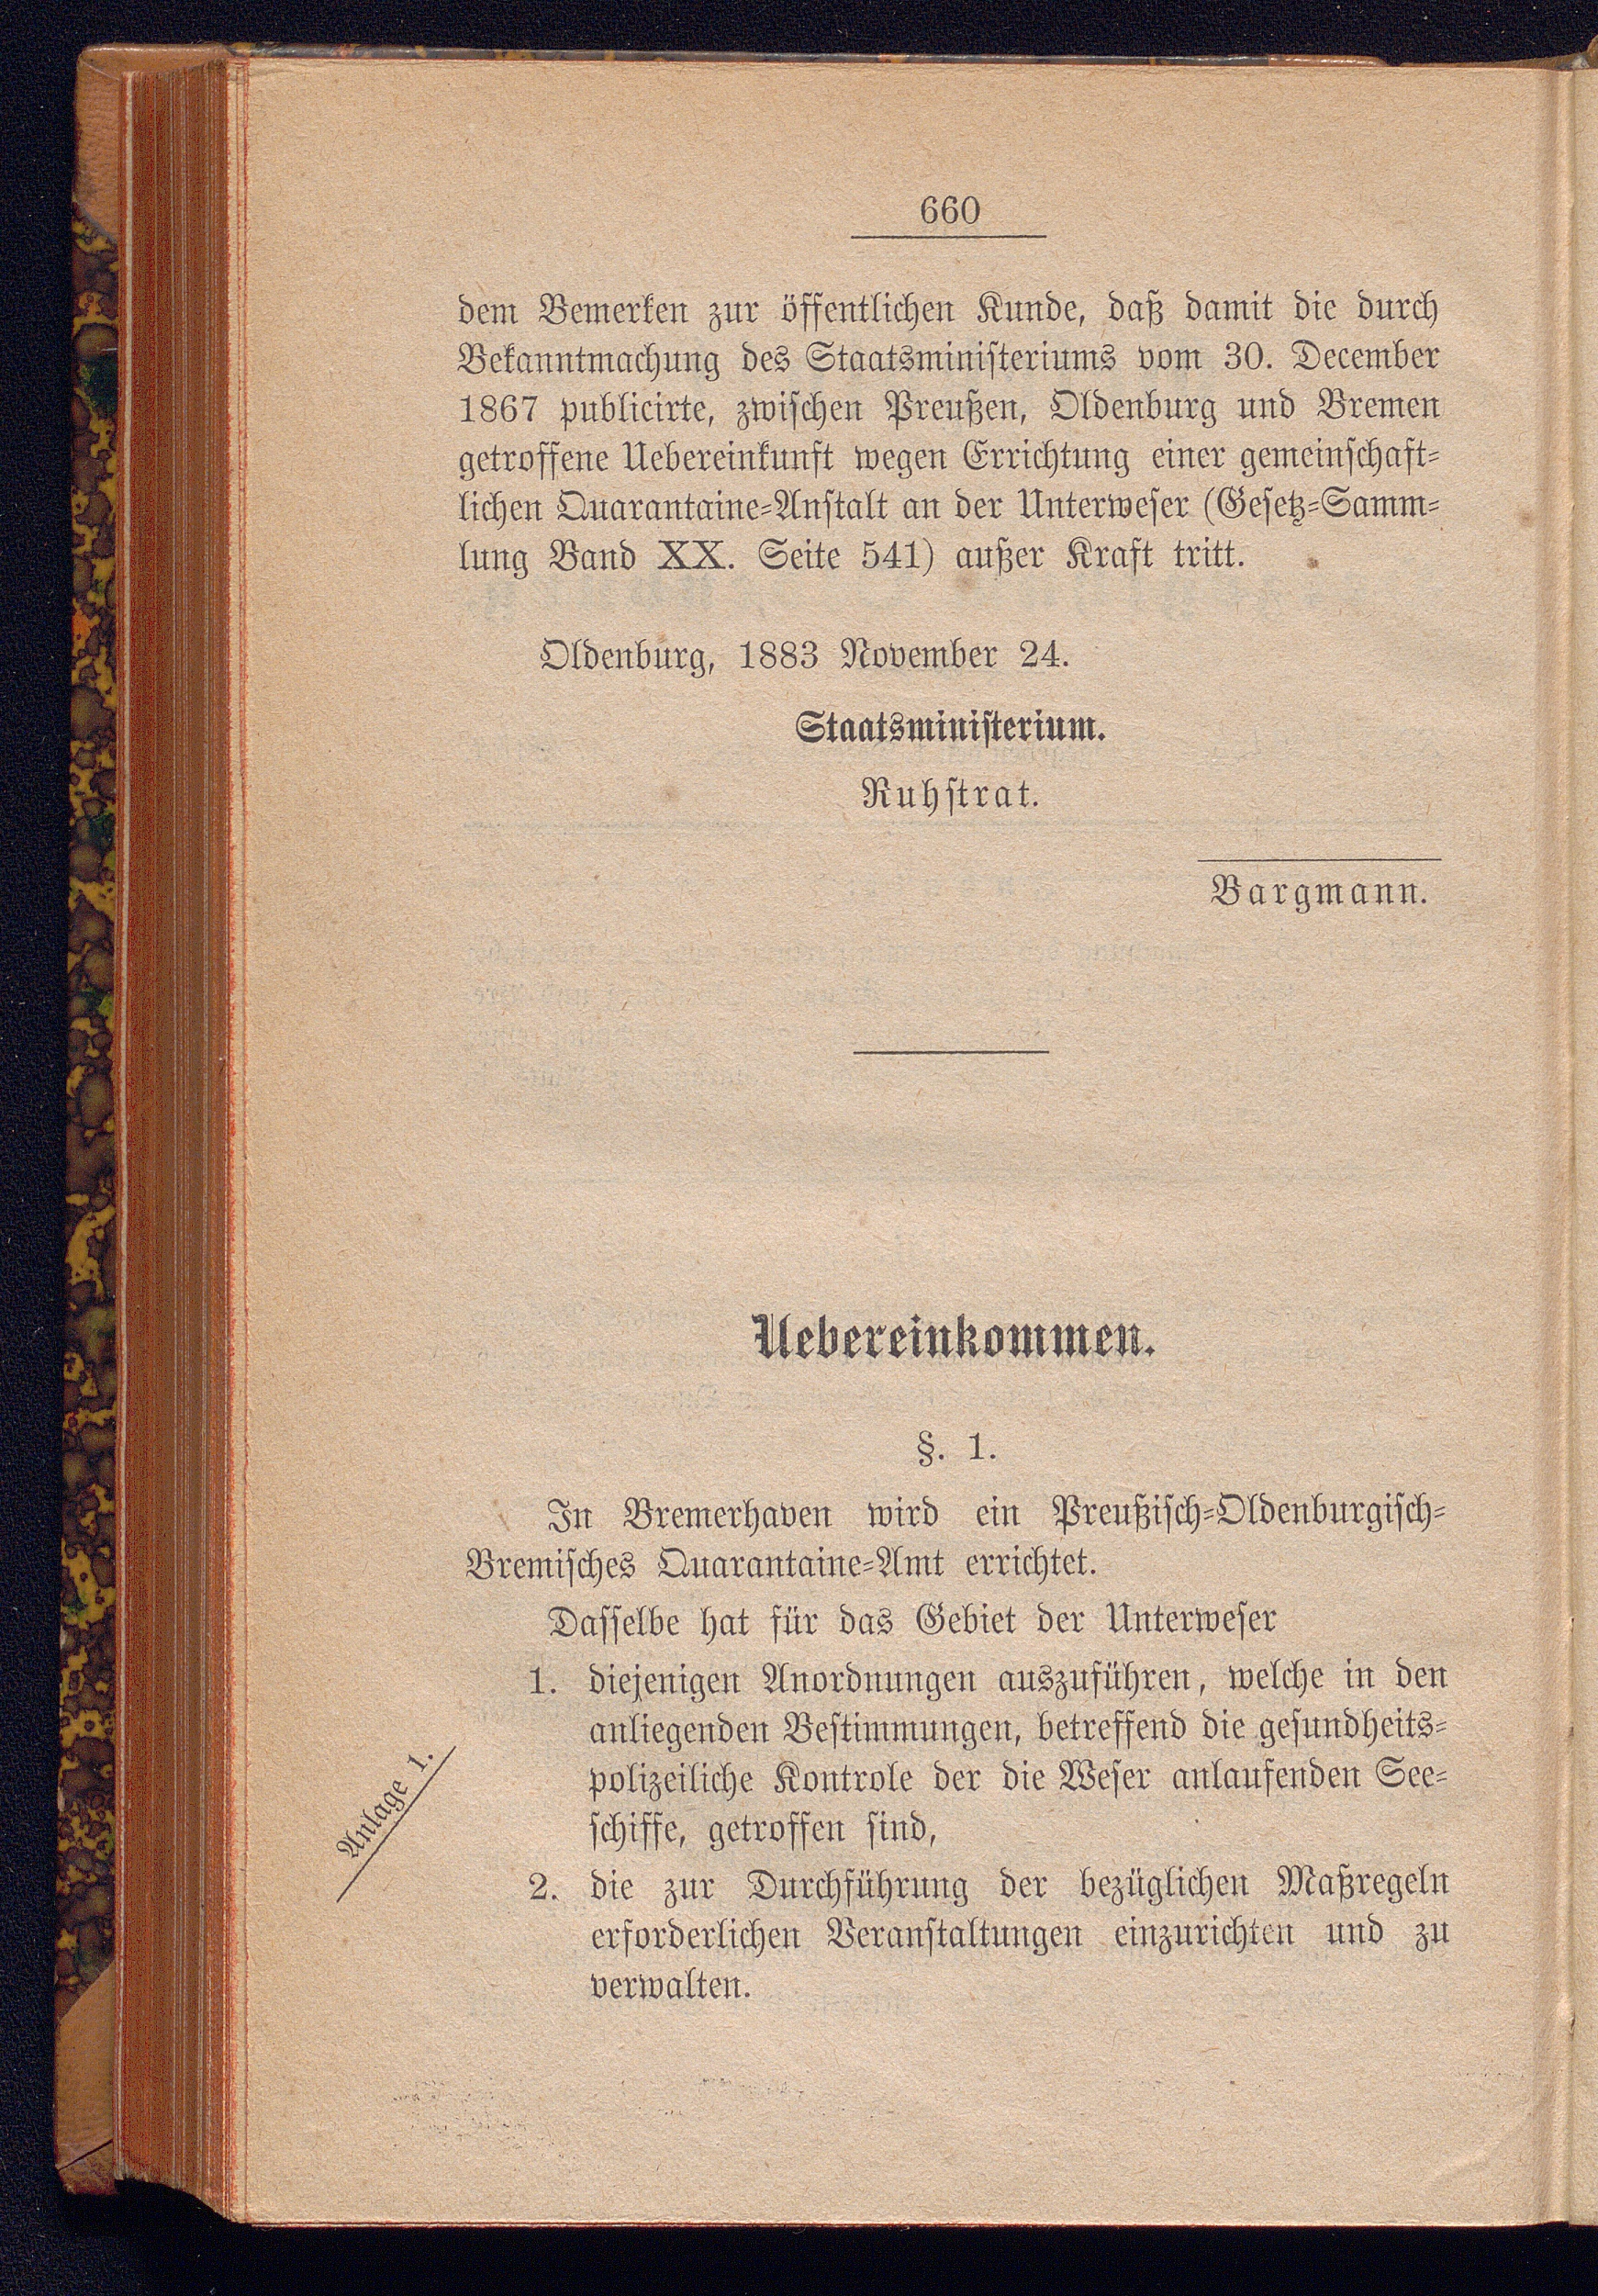 660
dem Bemerken zur öffentlichen Kunde, daß damit die durch
Bekanntmachung des Staatsministeriums vom 30. December
1867 publicirte, zwischen Preußen, Oldenburg und Bremen
getroffene Uebereinkunft wegen Errichtung einer gemeinschaft-
lichen Quarantaine-Anstalt an der Unterweser (Gesetz-Samm-
lung Band XX. Seite 541) außer Kraft tritt.
Oldenburg, 1883 November 24.
Staatsministerium.
Ruhstrat.
Bargmann.
Uebereinkommen.
§. 1.
In Bremerhaven wird ein Preußisch-Oldenburgisch-
Bremisches Quarantaine-Amt errichtet.
Dasselbe hat für das Gebiet der Unterweser
1. diejenigen Anordnungen auszuführen, welche in den
anliegenden Bestimmungen, betreffend die gesundheits-
polizeiliche Kontrole der die Weser anlaufenden See-
schiffe, getroffen sind,
Anlage 1.
2. die zur Durchführung der bezüglichen Maßregeln
erforderlichen Veranstaltungen einzurichten und zu
verwalten.